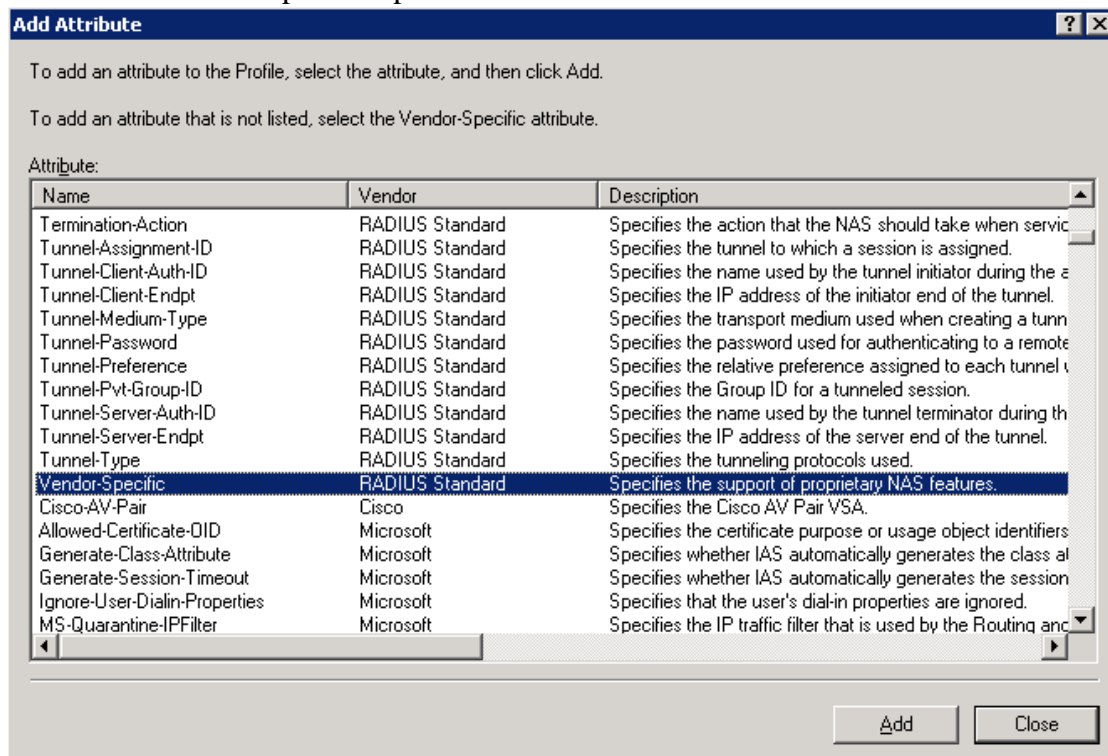 Add Attribute
To add an attribute to the Profile, select the attribute, and then click Add.
To add an attribute that is not listed, select the Vendor-Specific attribute.
Attribute:
Name Vendor Description
Termination-Action RADIUS Standard Specifies the action that the NAS should take when servic
Tunnel-Assignment-ID RADIUS Standard Specifies the tunnel to which a session is assigned.
Tunnel-Client-Auth-ID RADIUS Standard Specifies the name used by the tunnel initiator during the a
Tunnel-Client-Endpt RADIUS Standard Specifies the IP address of the initiator end of the tunnel.
Tunnel-Medium-Type RADIUS Standard Specifies the transport medium used when creating a tunn
Tunnel-Password RADIUS Standard Specifies the password used for authenticating to a remote
Tunnel-Preference RADIUS Standard Specifies the relative preference assigned to each tunnel
Tunnel-Pvt-Group-ID RADIUS Standard Specifies the Group ID for a tunneled session.
Tunnel-Server-Auth-ID RADIUS Standard Specifies the name used by the tunnel terminator during th
Tunnel-Server-Endpt RADIUS Standard Specifies the IP address of the server end of the tunnel.
Tunnel-Type RADIUS Standard Specifies the tunneling protocols used.
Vendor-Specific RADIUS Standard Specifies the support of proprietary NAS features.
Cisco-AV-Pair Cisco Specifies the Cisco AV Pair VSA.
Allowed-Certificate-OID Microsoft Specifies the certificate purpose or usage object identifiers
Generate-Class-Attribute Microsoft Specifies whether IAS automatically generates the class a
Generate-Session-Timeout Microsoft Specifies whether IAS automatically generates the session
Ignore-User-Dialin-Properties Microsoft Specifies that the user's dial-in properties are ignored.
MS-Quarantine-IPFilter Microsoft Specifies the IP traffic filter that is used by the Routing and
Add Close